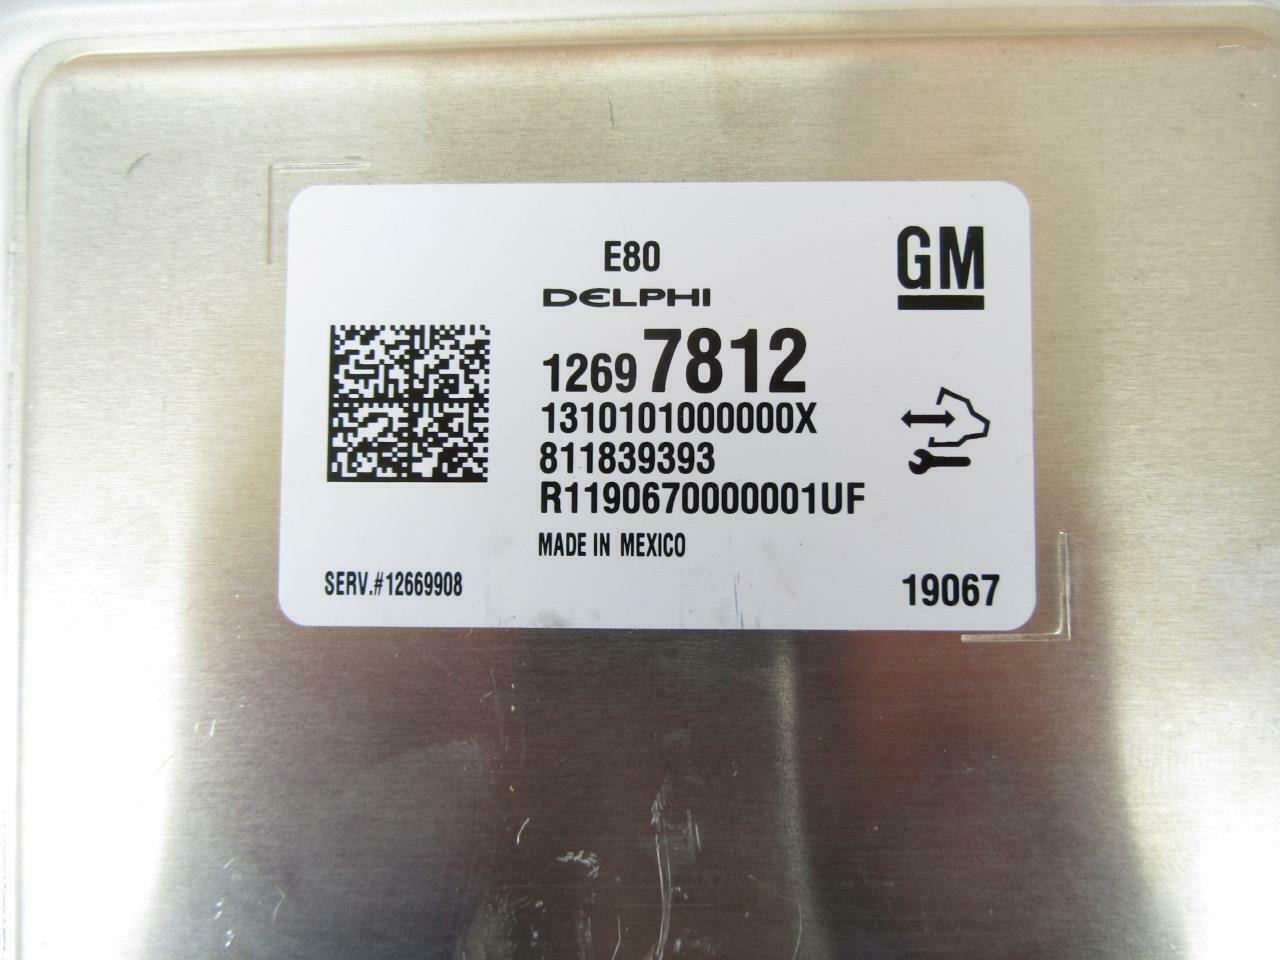 E80
DELPHI
GM
12697812
1310101000000X
811839393
R1190670000001UF
MADE IN MEXICO
SERV.#12669908
19067